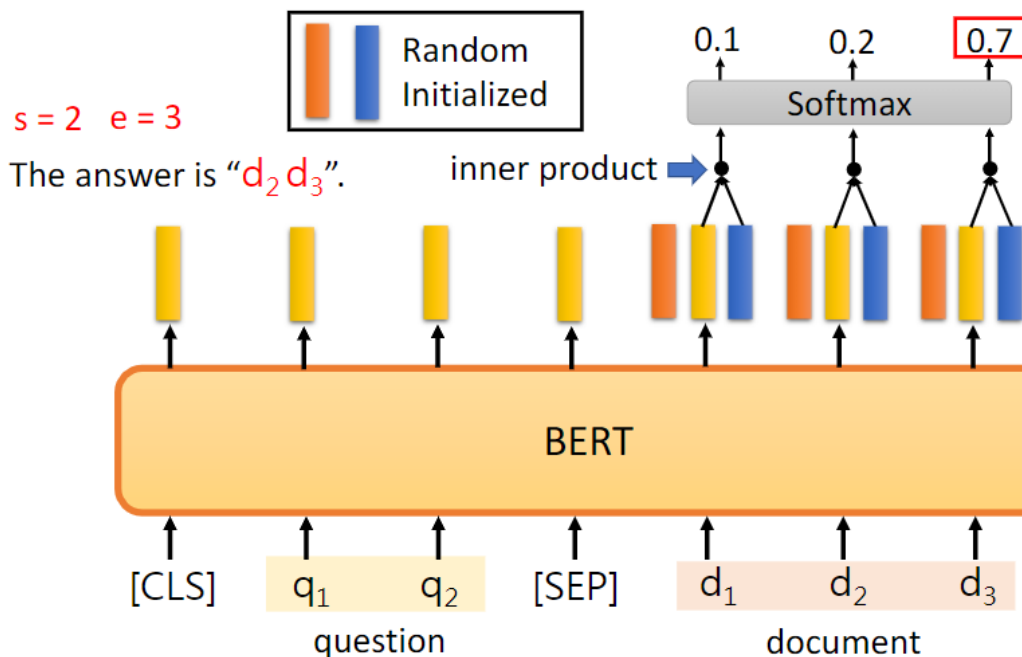 Random
Initialized
0.1 0.2 0.7
Softmax
s = 2 e = 3
inner product
The answer is “d₂ d₃”.
BERT
[CLS] q₁ q₂ [SEP] d₁ d₂ d₃
question document